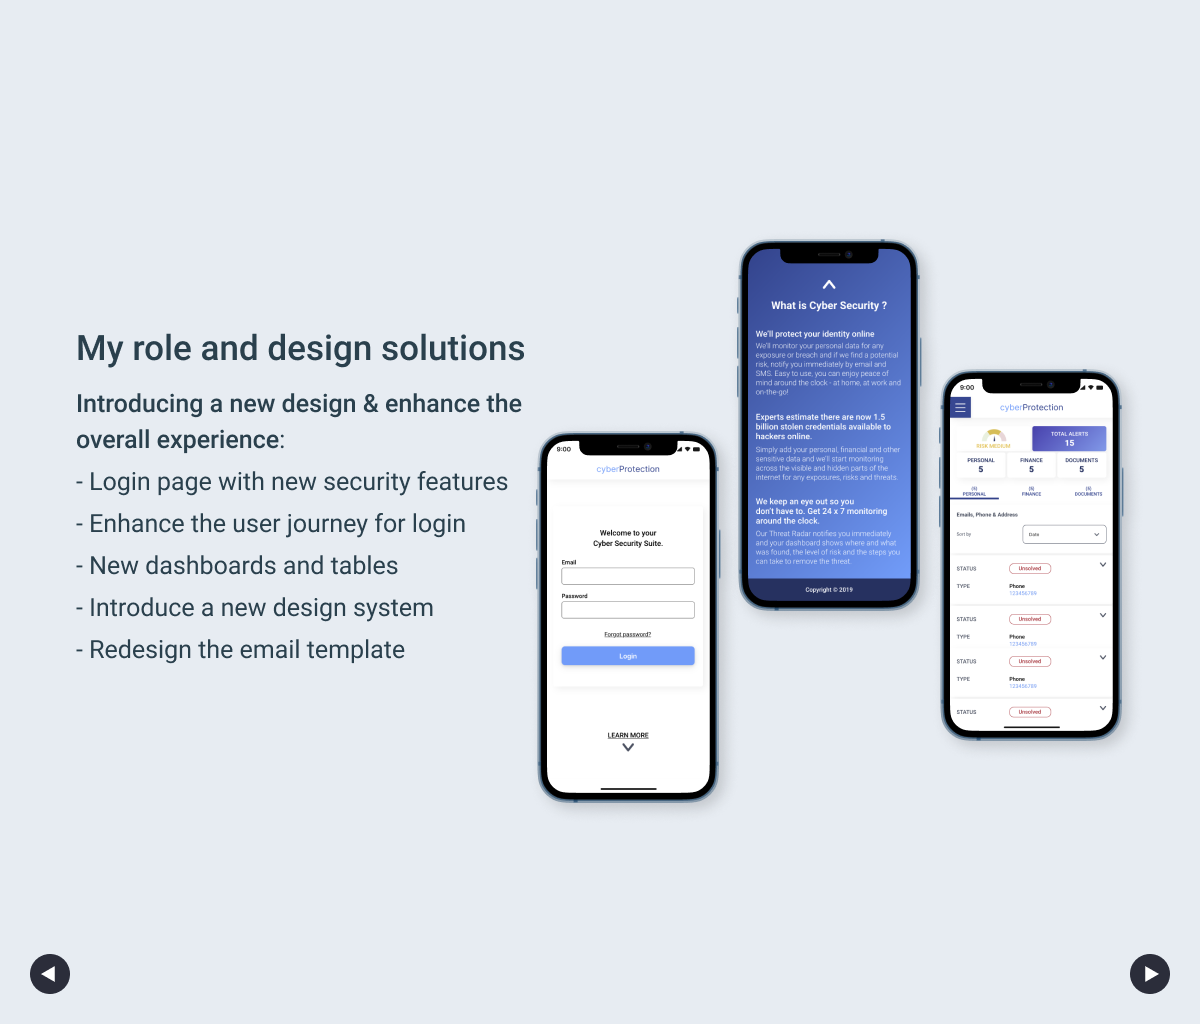 My role and design solutions
Introducing a new design & enhance the
overall experience:
- Login page with new security features
- Enhance the user journey for login
- New dashboards and tables
- Introduce a new design system
- Redesign the email template
9:00
cyberProtection
Welcome to your
Cyber Security Suite.
Email
Password
Forgot password?
Login
LEARN MORE
What is Cyber Security ?
We'll protect your identity online
We'll monitor your personal data for any
exposure or breach and if we find a potential
risk, notify you immediately by email and
SMS. Easy to use, you can enjoy peace of
mind around the clock - at home, at work and
on-the-go!
Experts estimate there are now 1.5
billion stolen credentials available to
hackers online.
Simply add your personal, financial and other
sensitive data and we'll start monitoring
across the visible and hidden parts of the
internet for any exposures, risks and threats.
We keep an eye out so you
don't have to. Get 24 x 7 monitoring
around the clock.
Our Threat Radar notifies you immediately
and your dashboard shows where and what
was found, the level of risk and the steps you
can take to remove the threat.
Copyright © 2019
9:00
cyberProtection
RISK MEDIUM
TOTAL ALERTS
15
PERSONAL FINANCE DOCUMENTS
5 5 5
(5) (5) (5)
PERSONAL FINANCE DOCUMENTS
Emails, Phone & Address
Sort by Date
STATUS Unsolved
TYPE Phone
123456789
STATUS Unsolved
TYPE Phone
123456789
STATUS Unsolved
TYPE Phone
123456789
STATUS Unsolved